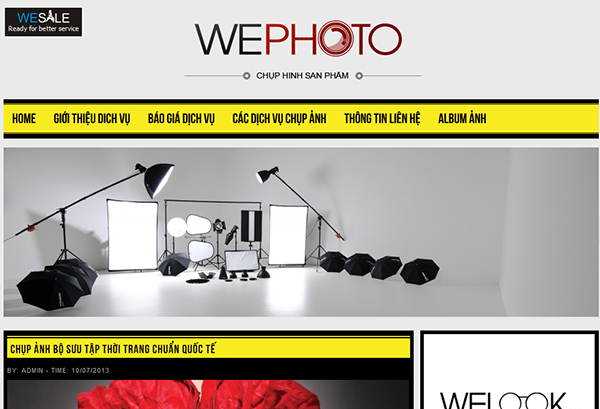 WESALE
Ready for better service
WEPHOTO
CHỤP HÌNH SẢN PHẨM
HOME GIỚI THIỆU DỊCH VỤ BÁO GIÁ DỊCH VỤ CÁC DỊCH VỤ CHỤP ẢNH THÔNG TIN LIÊN HỆ ALBUM ẢNH
CHỤP ẢNH BỘ SƯU TẬP THỜI TRANG CHUẨN QUỐC TẾ
BY: ADMIN - TIME: 10/07/2013
WELOOK